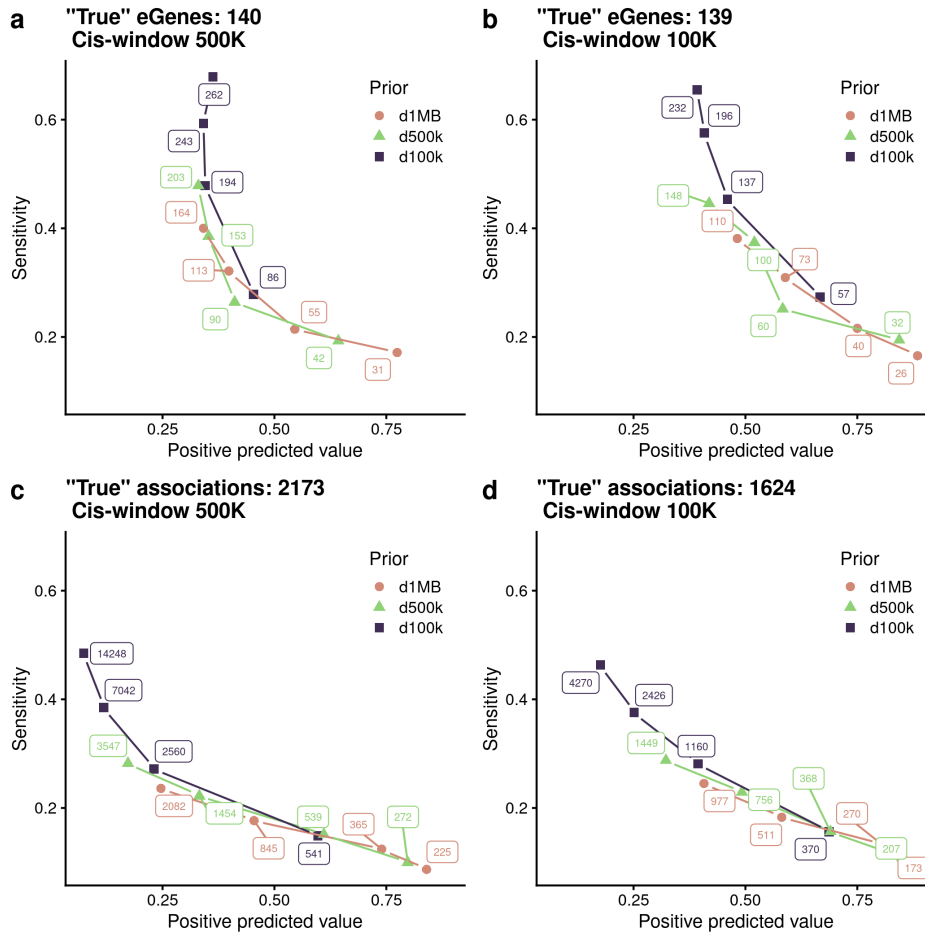 a
"True" eGenes: 140
Cis-window 500K
Sensitivity
0.6
0.4
0.2
262
243
203
194
164
153
113
86
90
55
42
31
Prior
d1MB
d500k
d100k
0.25
0.50
0.75
Positive predicted value
b
"True" eGenes: 139
Cis-window 100K
Sensitivity
0.6
0.4
0.2
232
196
137
148
110
100
73
57
60
32
40
26
Prior
d1MB
d500k
d100k
0.25
0.50
0.75
Positive predicted value
c
"True" associations: 2173
Cis-window 500K
Sensitivity
0.6
0.4
0.2
14248
7042
3547
2560
2082
1454
845
539
541
365
272
225
Prior
d1MB
d500k
d100k
0.25
0.50
0.75
Positive predicted value
d
"True" associations: 1624
Cis-window 100K
Sensitivity
0.6
0.4
0.2
4270
2426
1449
1160
977
756
511
368
370
270
207
173
Prior
d1MB
d500k
d100k
0.25
0.50
0.75
Positive predicted value